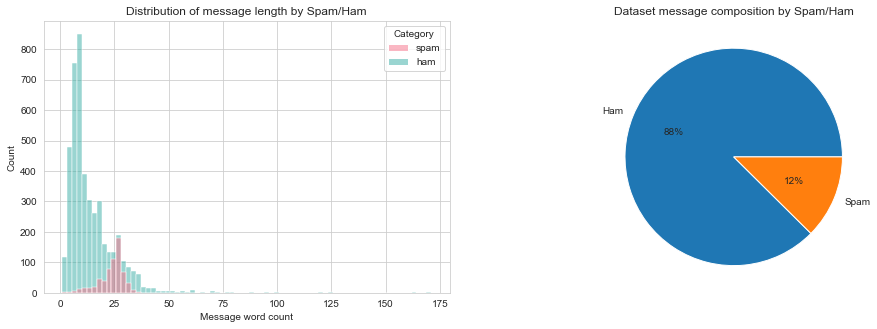 Distribution of message length by Spam/Ham
Category
spam
ham
800
700
600
500
400
300
200
100
0
Count
0 25 50 75 100 125 150 175
Message word count
Dataset message composition by Spam/Ham
Ham
88%
12%
Spam